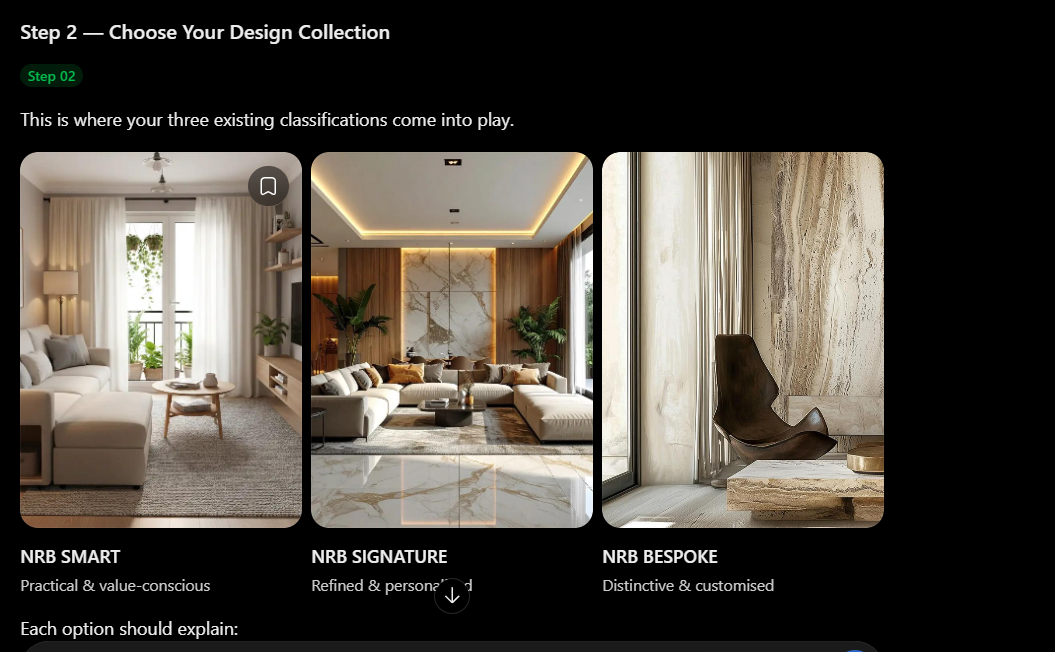 Step 2 — Choose Your Design Collection
Step 02
This is where your three existing classifications come into play.
NRB SMART
Practical & value-conscious
NRB SIGNATURE
Refined &
NRB BESPOKE
Distinctive & customised
Each option should explain: